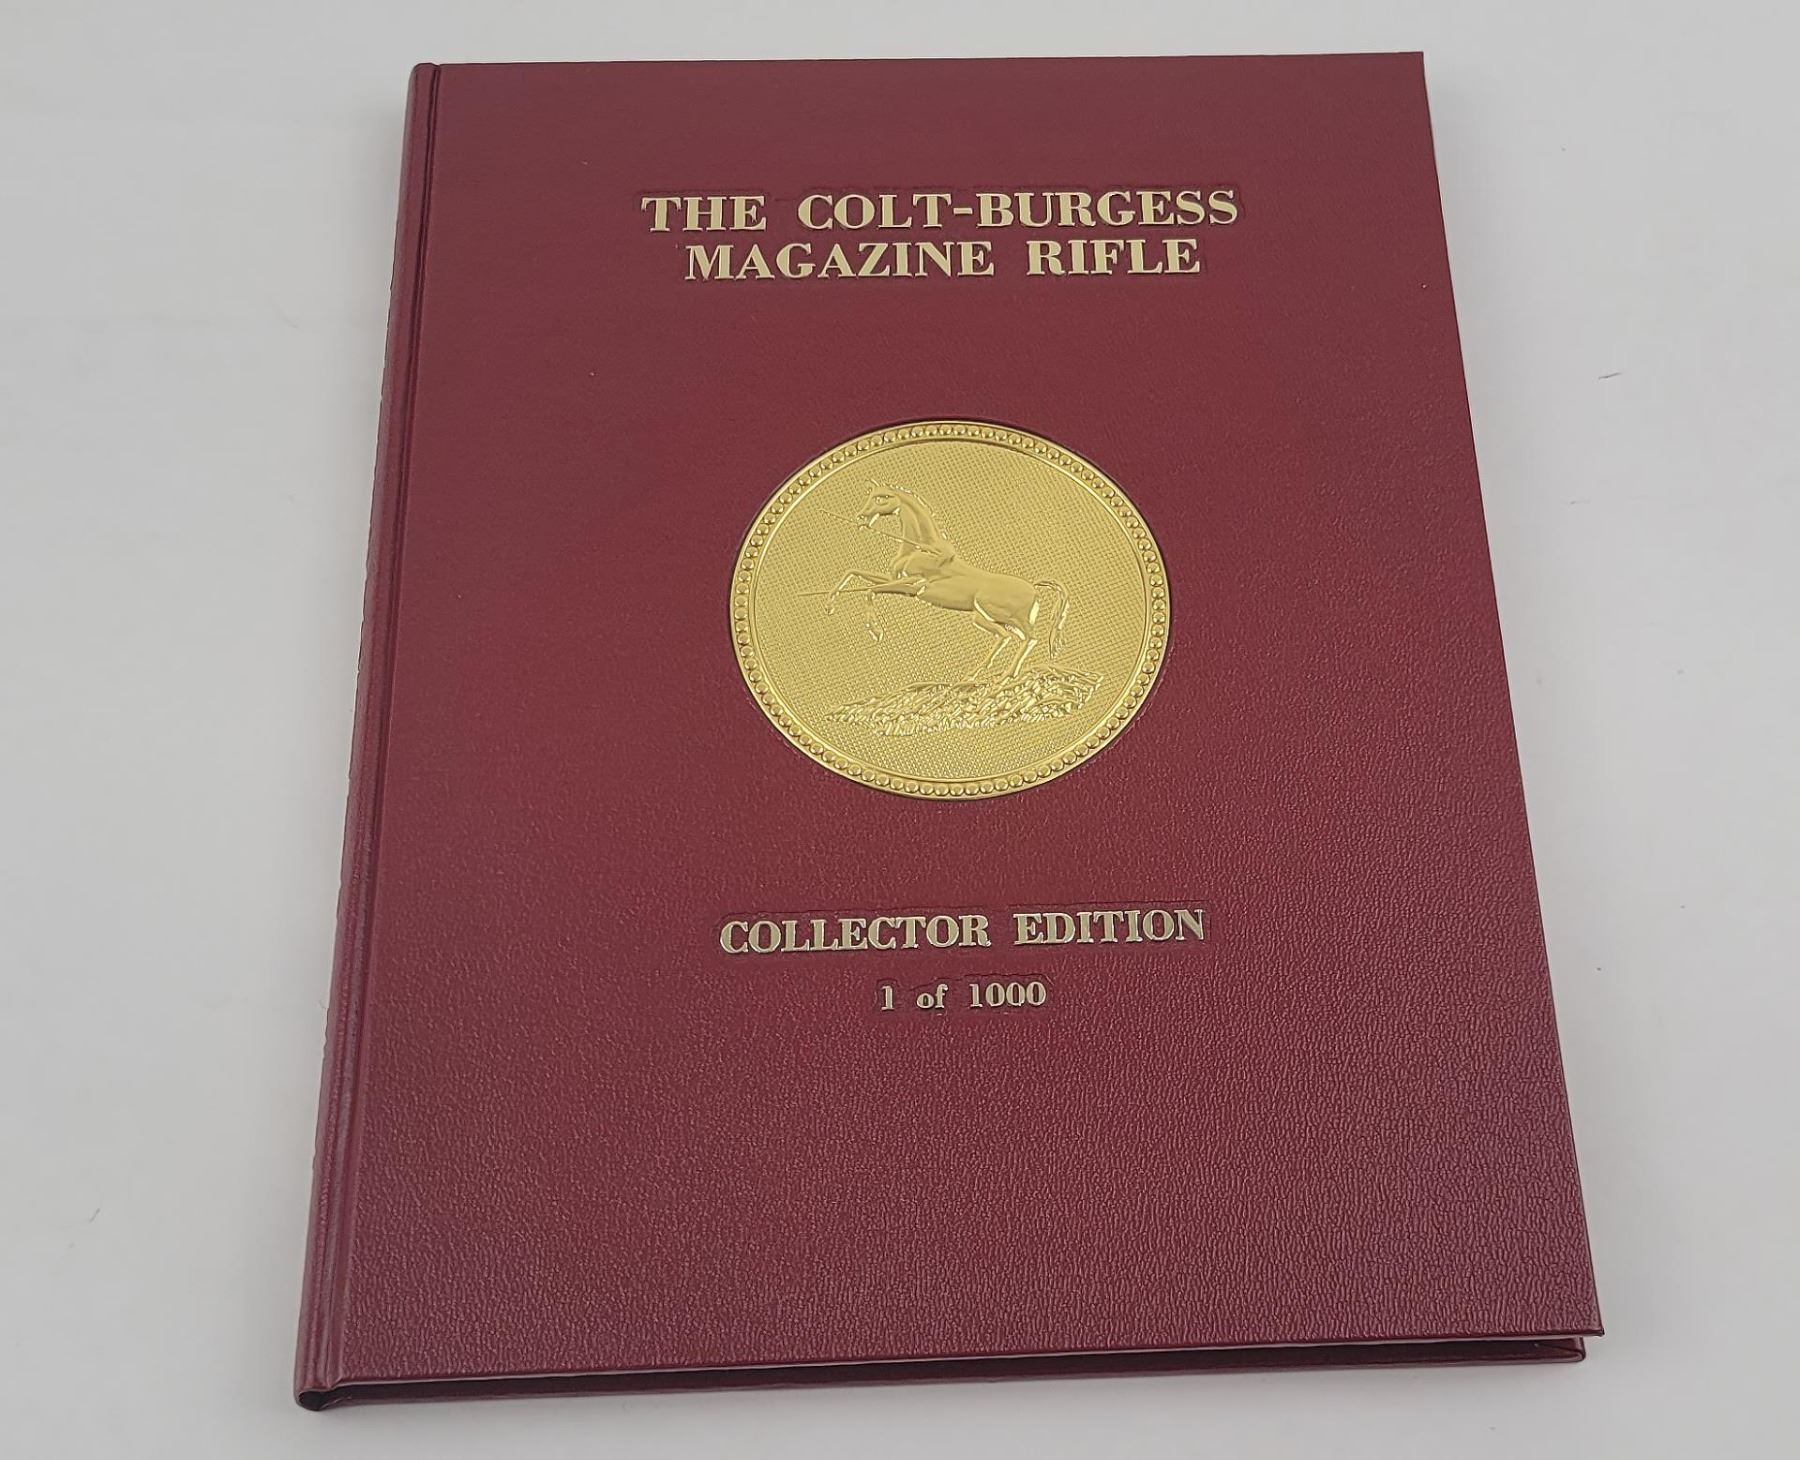 THE COLT-BURGESS
MAGAZINE RIFLE
COLLECTOR EDITION
1 of 1000